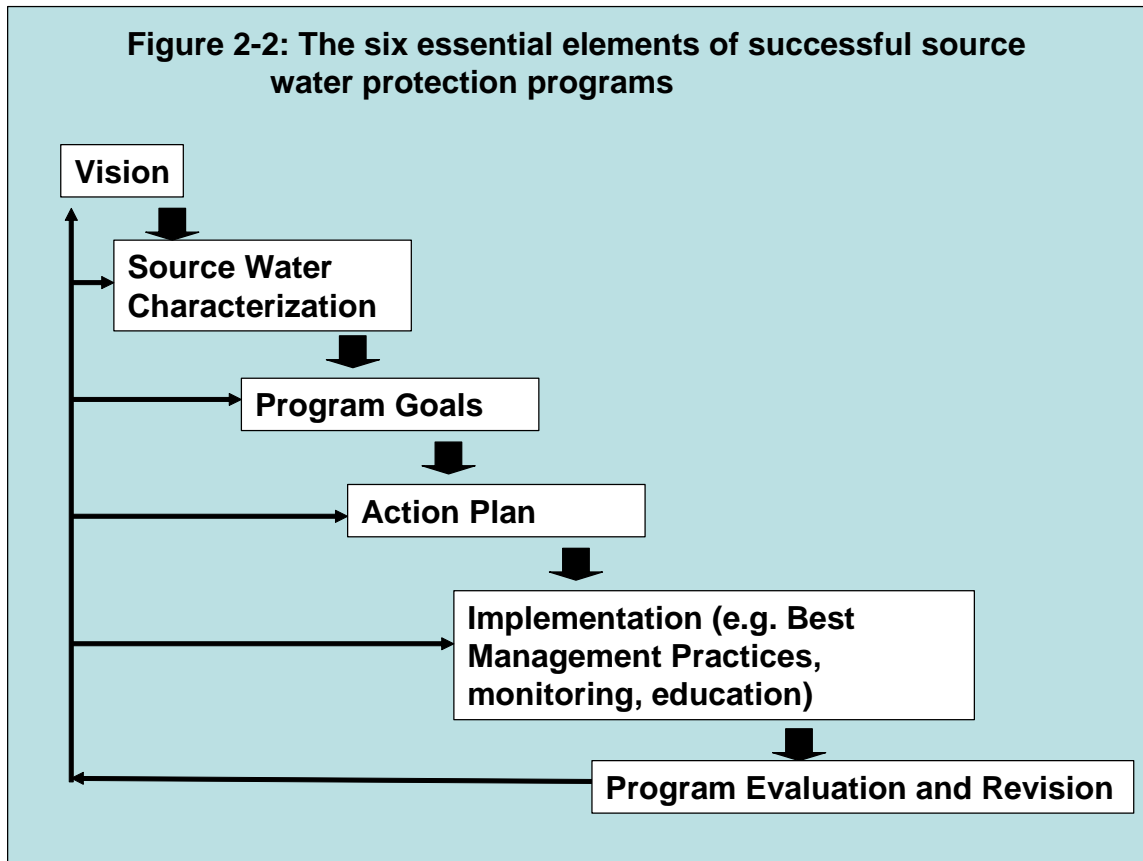 Figure 2-2: The six essential elements of successful source
water protection programs
Vision
Source Water
Characterization
Program Goals
Action Plan
Implementation (e.g. Best
Management Practices,
monitoring, education)
Program Evaluation and Revision